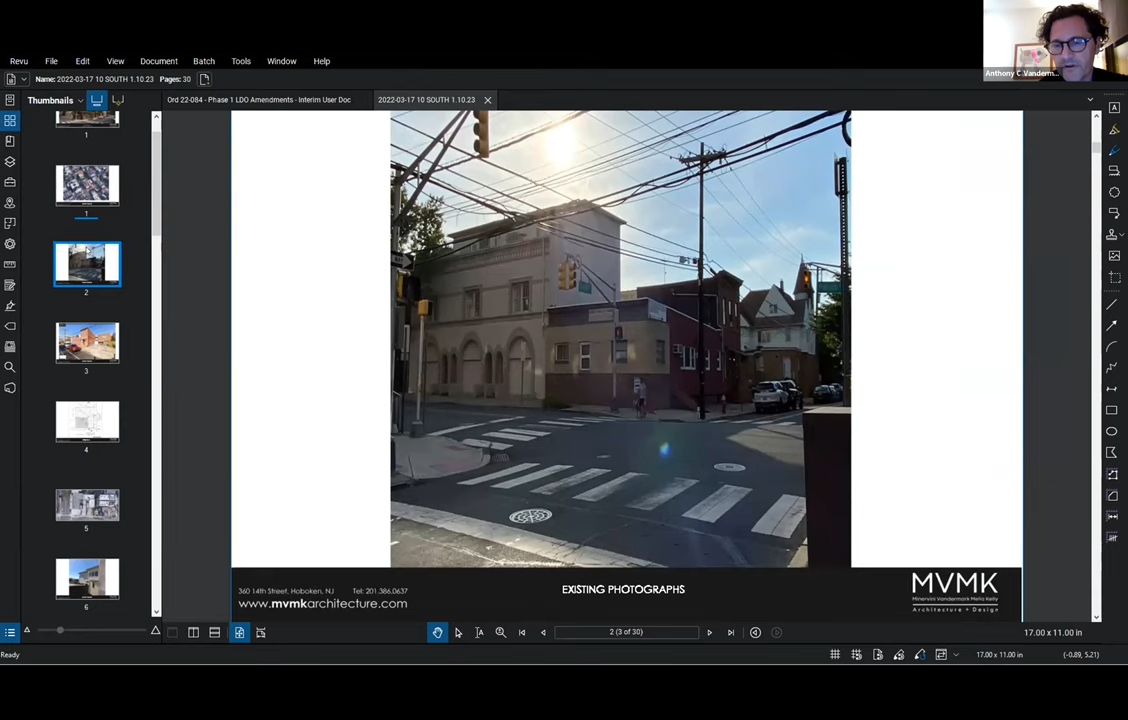 Anthony C Vanderm...
Revu File Edit View Document Batch Tools Window Help
Name: 2022-03-17 10 SOUTH 1.10.23 Pages: 30
Thumbnails
Ord 22-084 - Phase 1 LDO Amendments - Interim User Doc
2022-03-17 10 SOUTH 1.10.23
1
1
2
3
4
5
6
360 14th Street, Hoboken, NJ Tel: 201.386.0637
www.mvmkarchitecture.com
EXISTING PHOTOGRAPHS
MVMK
Minervini Vandermark Melia Kelly
Architecture + Design
2 (3 of 30)
17.00 x 11.00 in
Ready
17.00 x 11.00 in
(-0.89, 5.21)